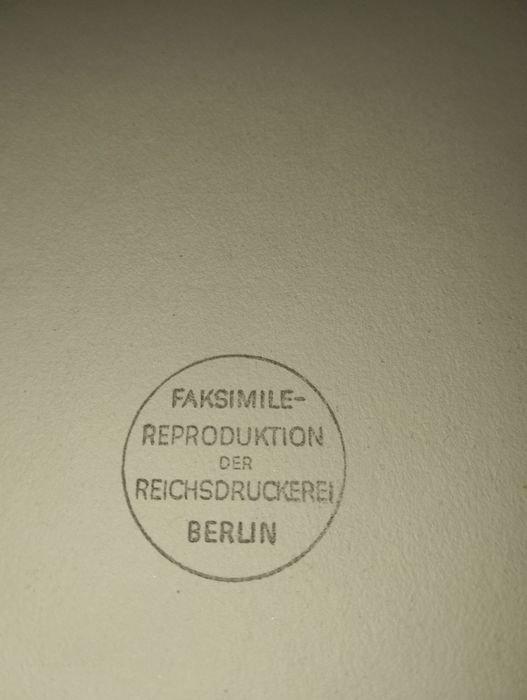 FAKSIMILE-
REPRODUKTION
DER
REICHSDRUCKEREI
BERLIN